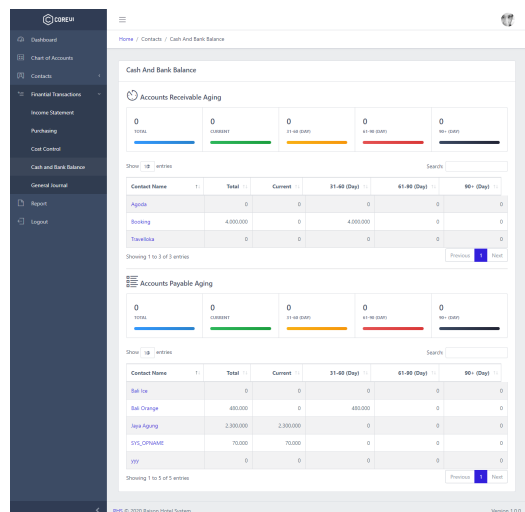 COREUI
Dashboard
Chart of Accounts
Contacts
Finantial Transactions
Income Statement
Purchasing
Cost Control
Cash and Bank Balance
General Journal
Report
Logout
Home / Contacts / Cash And Bank Balance
Cash And Bank Balance
Accounts Receivable Aging
0 0 0 0 0
TOTAL CURRENT 31-60 (DAY) 61-90 (DAY) 90+ (DAY)
Show 10 entries Search:
Contact Name Total Current 31-60 (Day) 61-90 (Day) 90+ (Day)
Agoda 0 0 0 0 0
Booking 4,000,000 0 4,000,000 0 0
Traveloka 0 0 0 0 0
Showing 1 to 3 of 3 entries Previous 1 Next
Accounts Payable Aging
0 0 0 0 0
TOTAL CURRENT 31-60 (DAY) 61-90 (DAY) 90+ (DAY)
Show 10 entries Search:
Contact Name Total Current 31-60 (Day) 61-90 (Day) 90+ (Day)
Bali Ice 0 0 0 0 0
Bali Orange 480,000 0 480,000 0 0
Jaya Agung 2,300,000 2,300,000 0 0 0
SYS_OPNAME 70,000 70,000 0 0 0
yyy 0 0 0 0 0
Showing 1 to 5 of 5 entries Previous 1 Next
© 2020 Hotel System Version 1.0.0